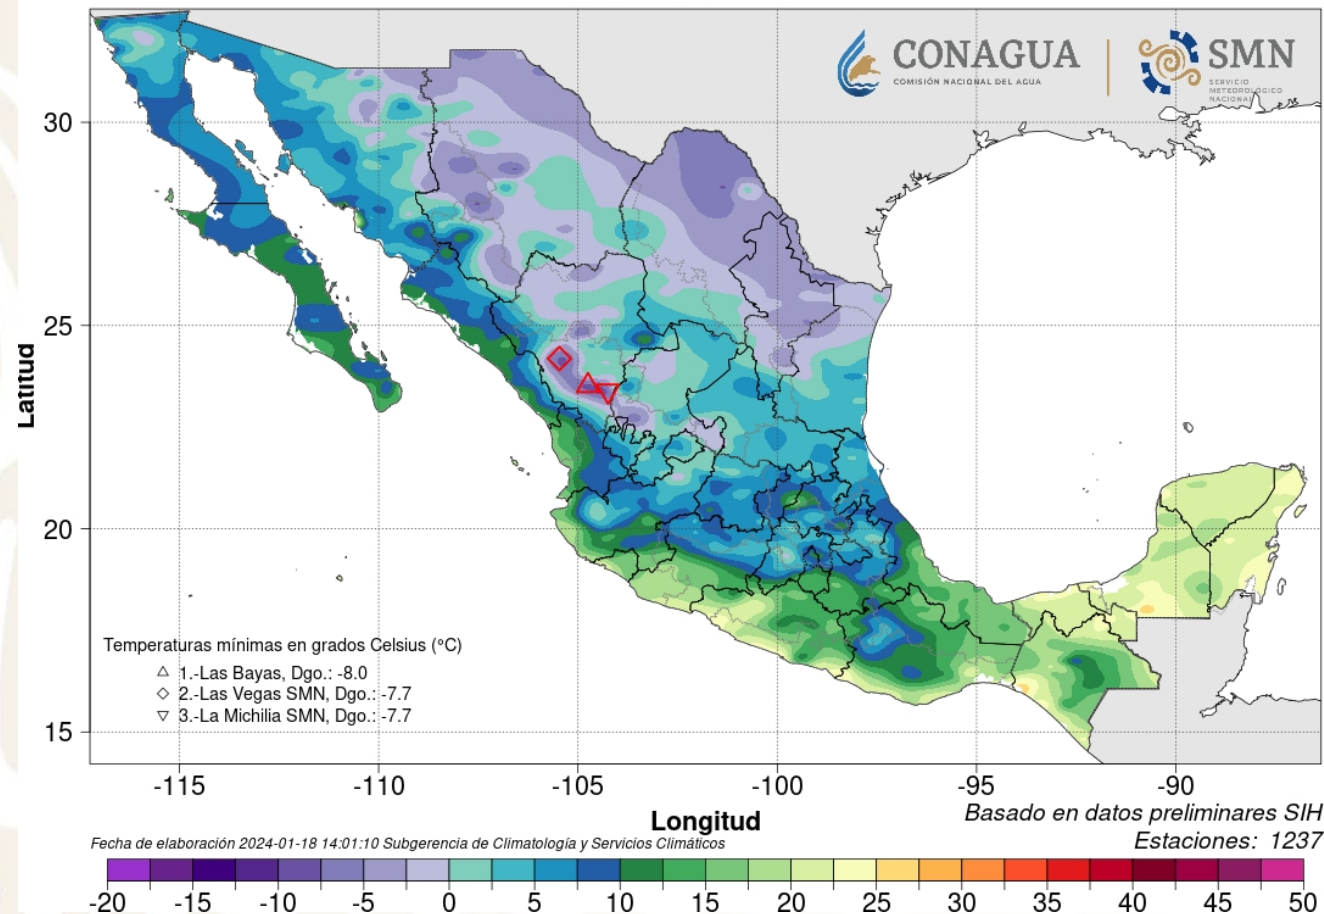 CONAGUA
COMISIÓN NACIONAL DEL AGUA
SMN
SERVICIO
METEOROLÓGICO
NACIONAL
30
25
20
15
Latitud
Temperaturas mínimas en grados Celsius (°C)
△ 1.-Las Bayas, Dgo.: -8.0
◇ 2.-Las Vegas SMN, Dgo.: -7.7
▽ 3.-La Michilia SMN, Dgo.: -7.7
-115 -110 -105 -100 -95 -90
Longitud
Basado en datos preliminares SIH
Estaciones: 1237
Fecha de elaboración 2024-01-18 14:01:10 Subgerencia de Climatología y Servicios Climáticos
-20 -15 -10 -5 0 5 10 15 20 25 30 35 40 45 50